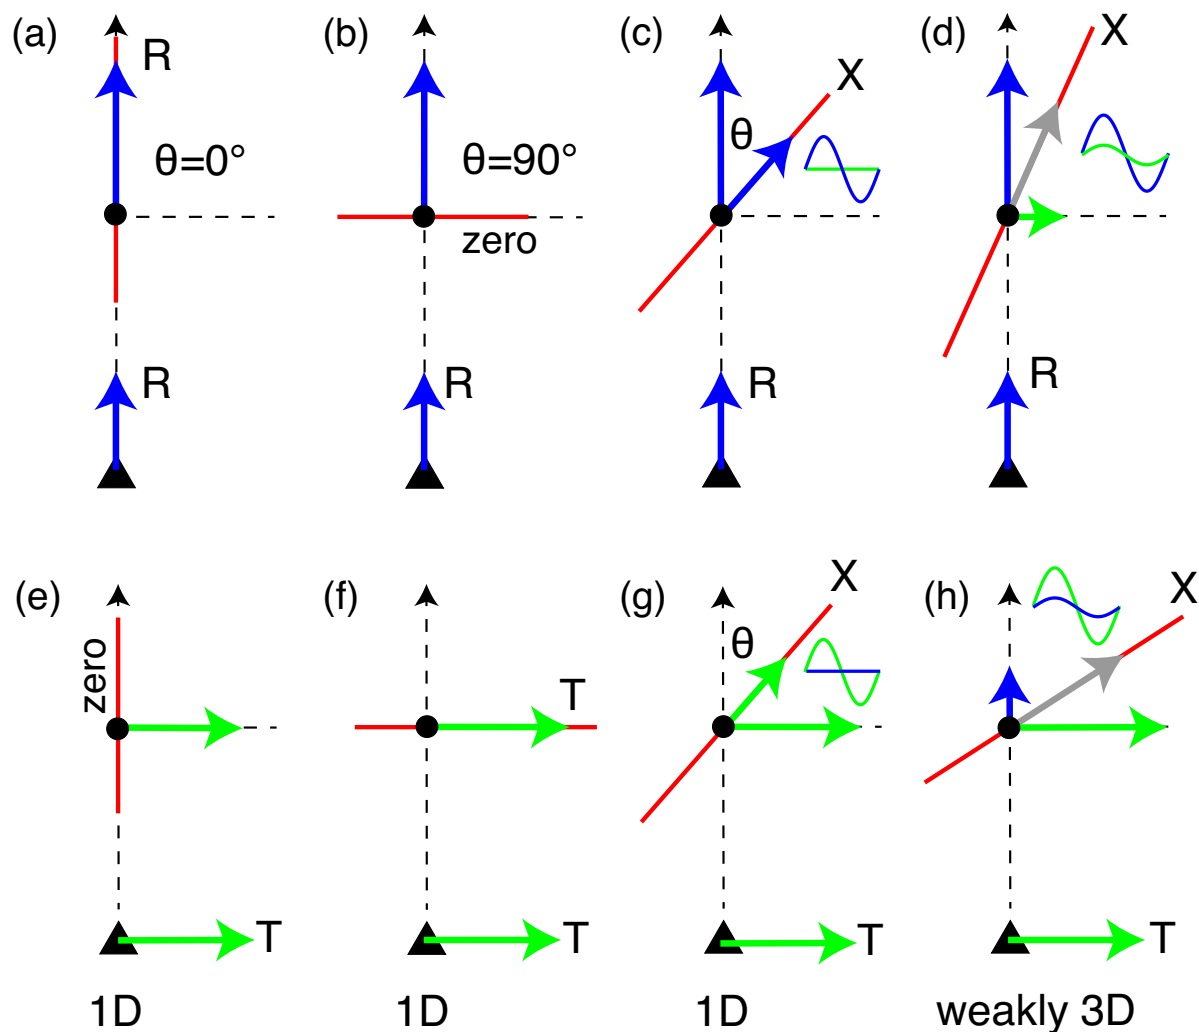 (a)
R
θ=0°
R
(b)
θ=90°
zero
R
(c)
X
θ
R
(d)
X
R
(e)
zero
T
1D
(f)
T
T
1D
(g)
X
θ
T
1D
(h)
X
T
weakly 3D